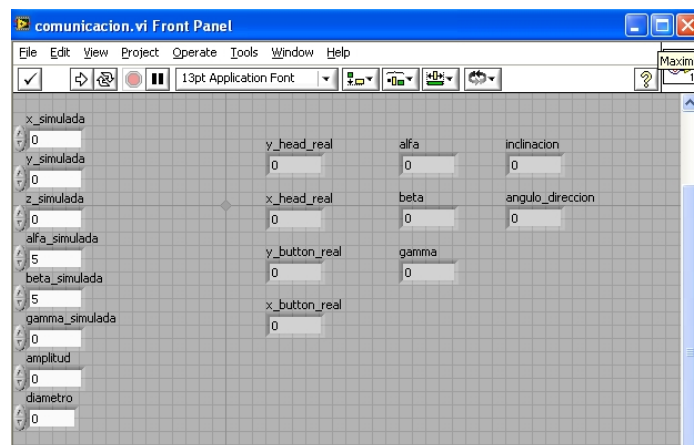 comunicacion.vi Front Panel
File Edit View Project Operate Tools Window Help
Maxim
13pt Application Font
1
x_simulada
0
y_simulada
0
z_simulada
0
alfa_simulada
5
beta_simulada
5
gamma_simulada
0
amplitud
0
diametro
0
y_head_real
0
x_head_real
0
y_button_real
0
x_button_real
0
alfa
0
beta
0
gamma
0
inclinacion
0
angulo_direccion
0